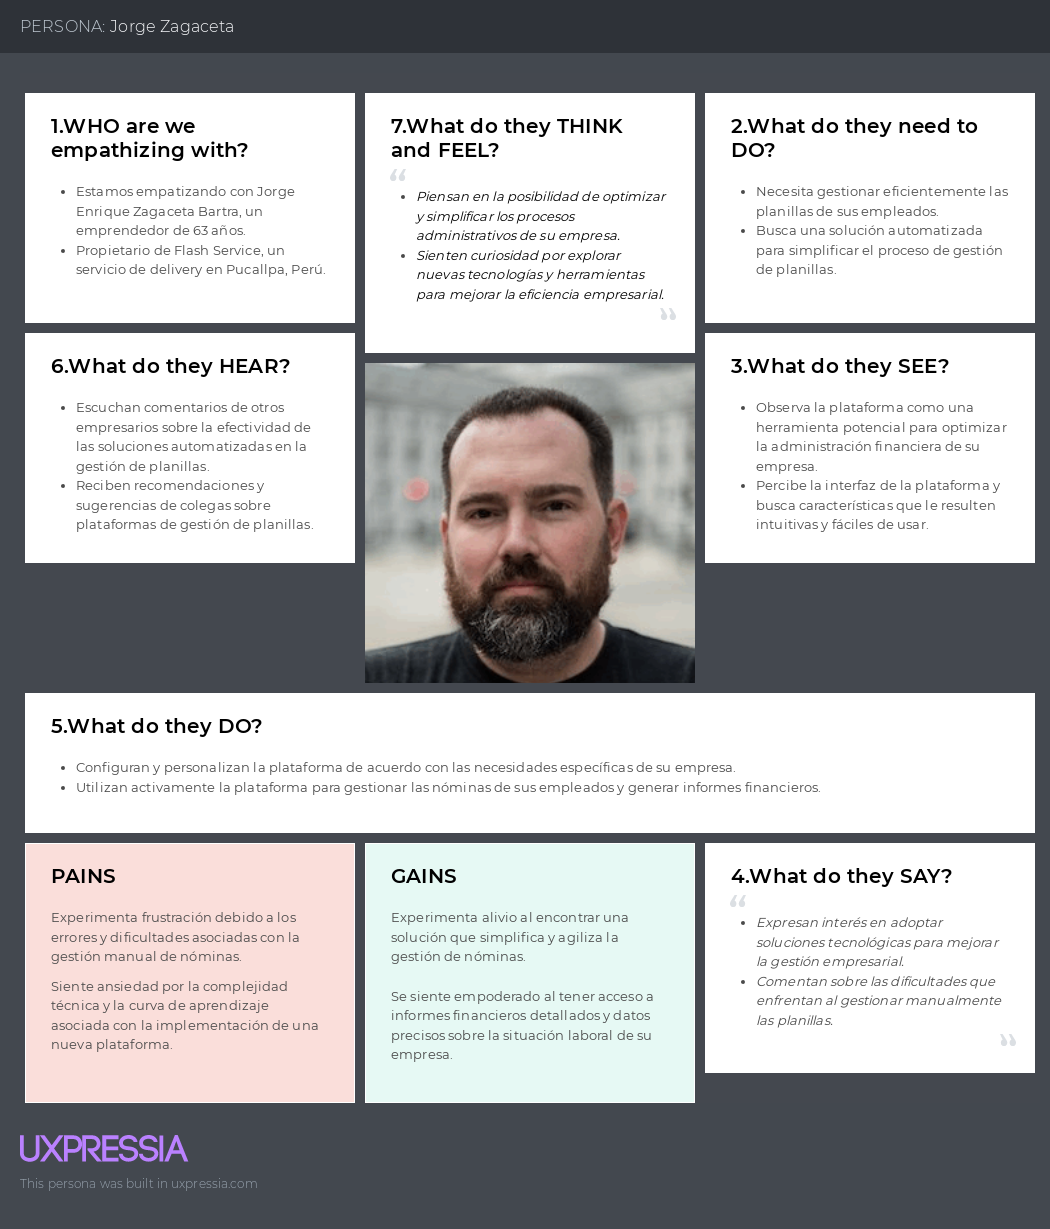 PERSONA: Jorge Zagaceta
1.WHO are we
empathizing with?
• Estamos empatizando con Jorge
Enrique Zagaceta Bartra, un
emprendedor de 63 años.
• Propietario de Flash Service, un
servicio de delivery en Pucallpa, Perú.
7.What do they THINK
and FEEL?
“
• Piensan en la posibilidad de optimizar
y simplificar los procesos
administrativos de su empresa.
• Sienten curiosidad por explorar
nuevas tecnologías y herramientas
para mejorar la eficiencia empresarial.
”
2.What do they need to
DO?
• Necesita gestionar eficientemente las
planillas de sus empleados.
• Busca una solución automatizada
para simplificar el proceso de gestión
de planillas.
6.What do they HEAR?
• Escuchan comentarios de otros
empresarios sobre la efectividad de
las soluciones automatizadas en la
gestión de planillas.
• Reciben recomendaciones y
sugerencias de colegas sobre
plataformas de gestión de planillas.
3.What do they SEE?
• Observa la plataforma como una
herramienta potencial para optimizar
la administración financiera de su
empresa.
• Percibe la interfaz de la plataforma y
busca características que le resulten
intuitivas y fáciles de usar.
5.What do they DO?
• Configuran y personalizan la plataforma de acuerdo con las necesidades específicas de su empresa.
• Utilizan activamente la plataforma para gestionar las nóminas de sus empleados y generar informes financieros.
PAINS
Experimenta frustración debido a los
errores y dificultades asociadas con la
gestión manual de nóminas.
Siente ansiedad por la complejidad
técnica y la curva de aprendizaje
asociada con la implementación de una
nueva plataforma.
GAINS
Experimenta alivio al encontrar una
solución que simplifica y agiliza la
gestión de nóminas.
Se siente empoderado al tener acceso a
informes financieros detallados y datos
precisos sobre la situación laboral de su
empresa.
4.What do they SAY?
“
• Expresan interés en adoptar
soluciones tecnológicas para mejorar
la gestión empresarial.
• Comentan sobre las dificultades que
enfrentan al gestionar manualmente
las planillas.
”
UXPRESSIA
This persona was built in uxpressia.com